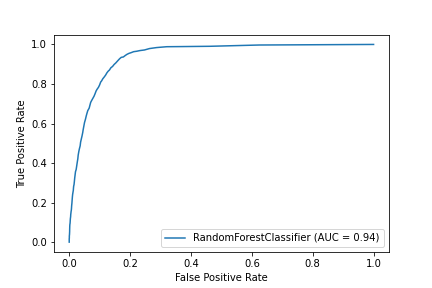 1.0
0.8
0.6
0.4
0.2
0.0
True Positive Rate
RandomForestClassifier (AUC = 0.94)
0.0 0.2 0.4 0.6 0.8 1.0
False Positive Rate